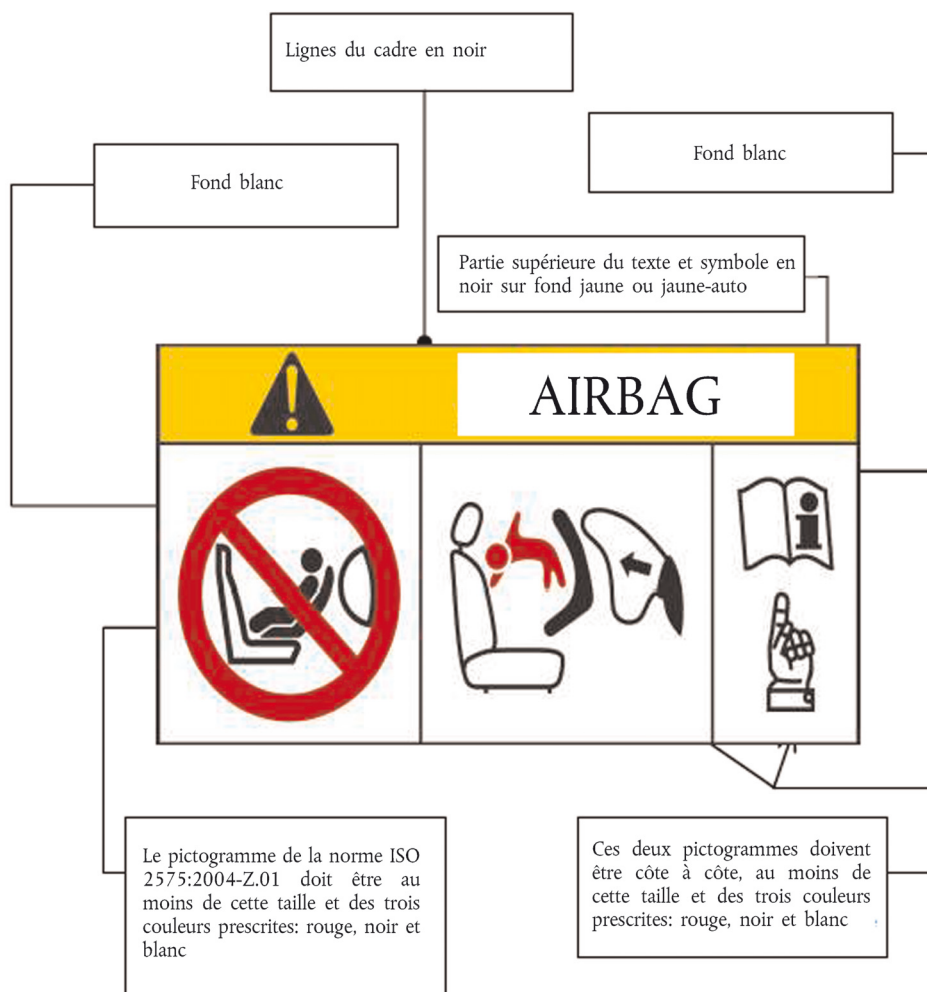 Lignes du cadre en noir
Fond blanc
Fond blanc
Partie supérieure du texte et symbole en
noir sur fond jaune ou jaune-auto
AIRBAG
Le pictogramme de la norme ISO
2575:2004-Z.01 doit être au
moins de cette taille et des trois
couleurs prescrites: rouge, noir et
blanc
Ces deux pictogrammes doivent
être côte à côte, au moins de
cette taille et des trois couleurs
prescrites: rouge, noir et blanc